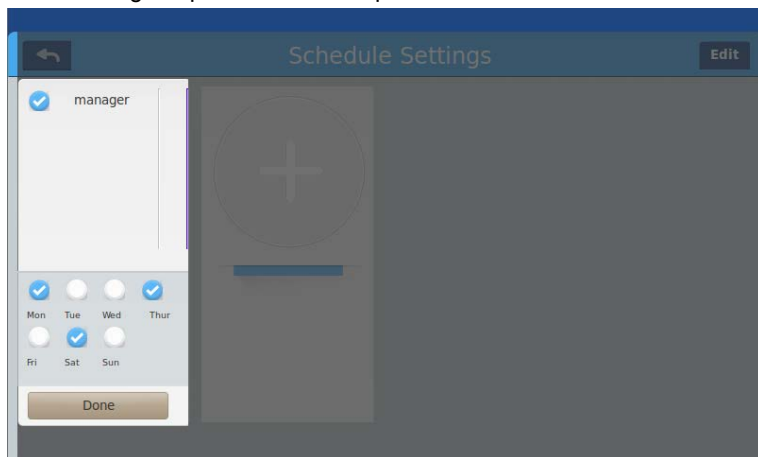 Schedule Settings Edit
manager
Mon Tue Wed Thur
Fri Sat Sun
Done